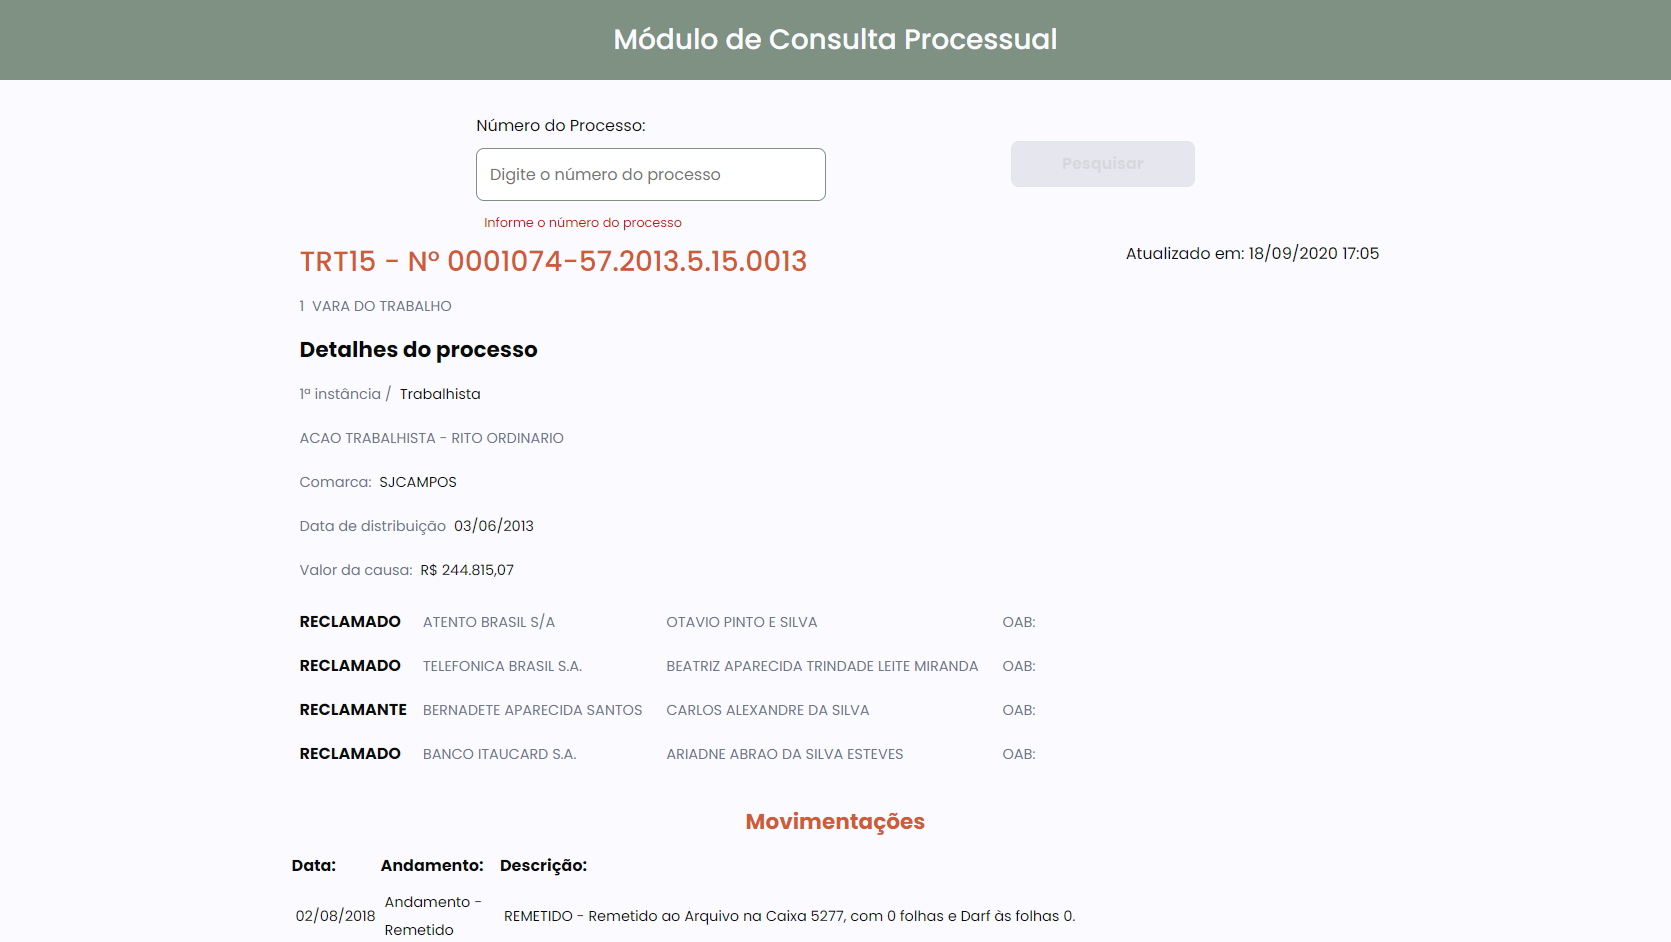 Módulo de Consulta Processual
Número do Processo:
Digite o número do processo
Pesquisar
Informe o número do processo
TRT15 - Nº 0001074-57.2013.5.15.0013
Atualizado em: 18/09/2020 17:05
1 VARA DO TRABALHO
Detalhes do processo
1ª instância / Trabalhista
ACAO TRABALHISTA - RITO ORDINARIO
Comarca: SJCAMPOS
Data de distribuição 03/06/2013
Valor da causa: R$ 244.815,07
RECLAMADO ATENTO BRASIL S/A OTAVIO PINTO E SILVA OAB:
RECLAMADO TELEFONICA BRASIL S.A. BEATRIZ APARECIDA TRINDADE LEITE MIRANDA OAB:
RECLAMANTE BERNADETE APARECIDA SANTOS CARLOS ALEXANDRE DA SILVA OAB:
RECLAMADO BANCO ITAUCARD S.A. ARIADNE ABRAO DA SILVA ESTEVES OAB:
Movimentações
Data: Andamento: Descrição:
02/08/2018 Andamento - Remetido REMETIDO - Remetido ao Arquivo na Caixa 5277, com 0 folhas e Darf às folhas 0.